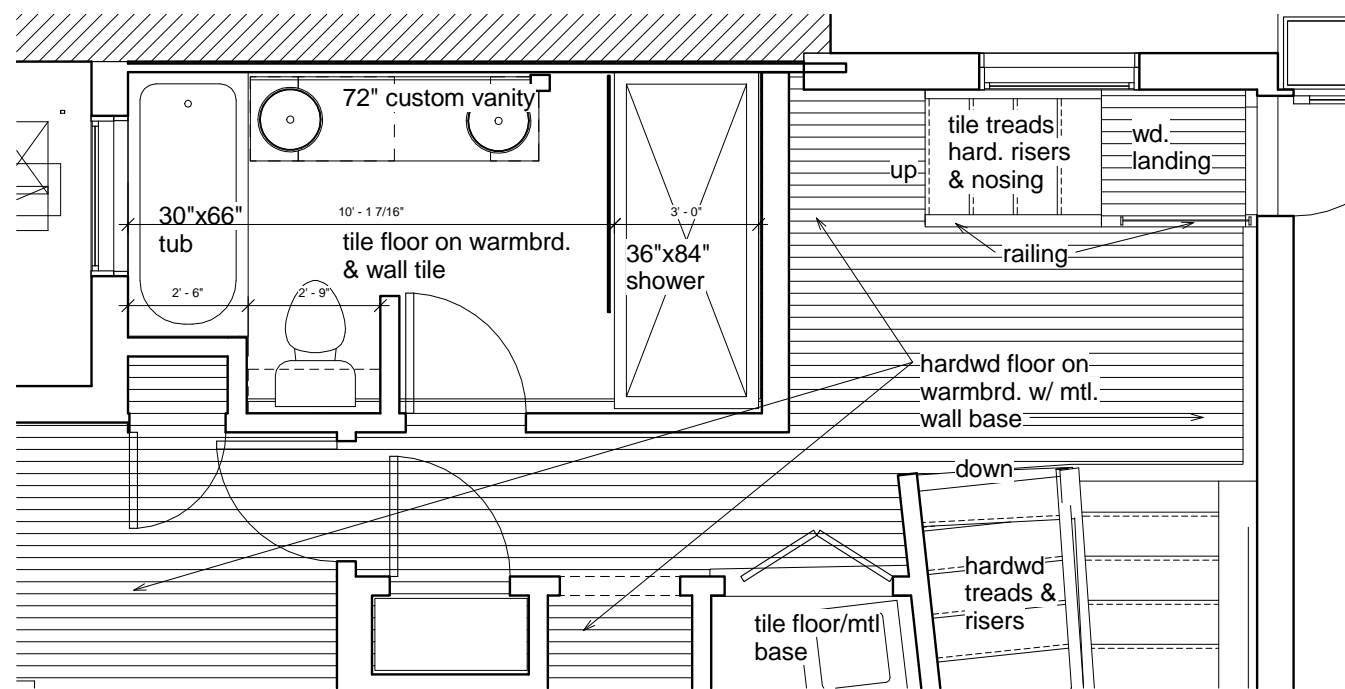 72" custom vanity
tile treads
hard. risers
& nosing
wd.
landing
up
30"x66"
tub
10' - 1 7/16"
3' - 0"
tile floor on warmbrd.
& wall tile
36"x84"
shower
railing
2' - 6"
2' - 9"
hardwd floor on
warmbrd. w/ mtl.
wall base
down
hardwd
treads &
risers
tile floor/mtl
base